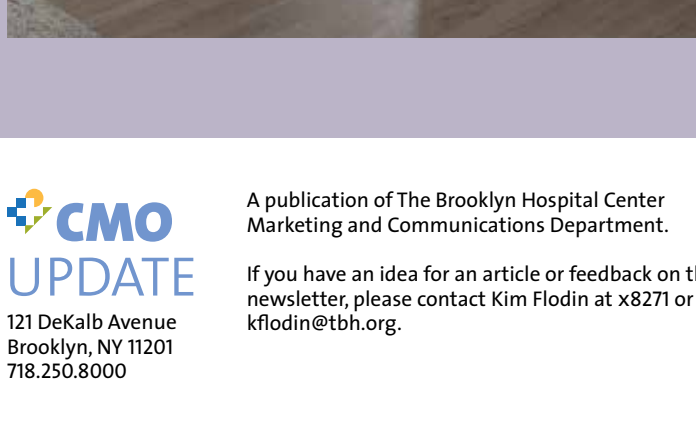 CMO
UPDATE
121 DeKalb Avenue
Brooklyn, NY 11201
718.250.8000
A publication of The Brooklyn Hospital Center
Marketing and Communications Department.
If you have an idea for an article or feedback on
newsletter, please contact Kim Flodin at x8271 or
kflodin@tbh.org.